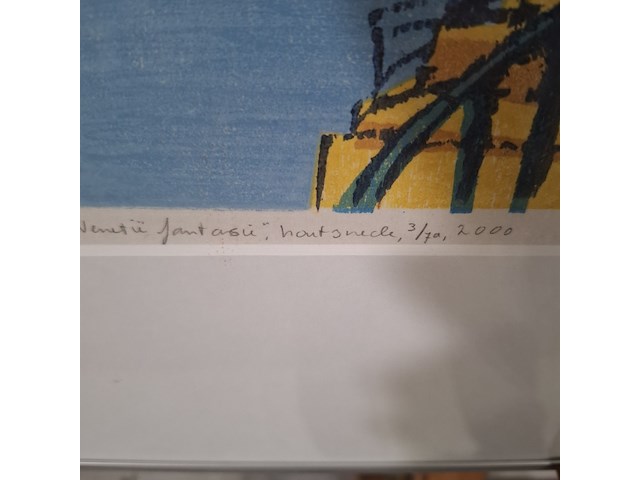 Venetië fantasie", houtsnede, 3/70, 2000